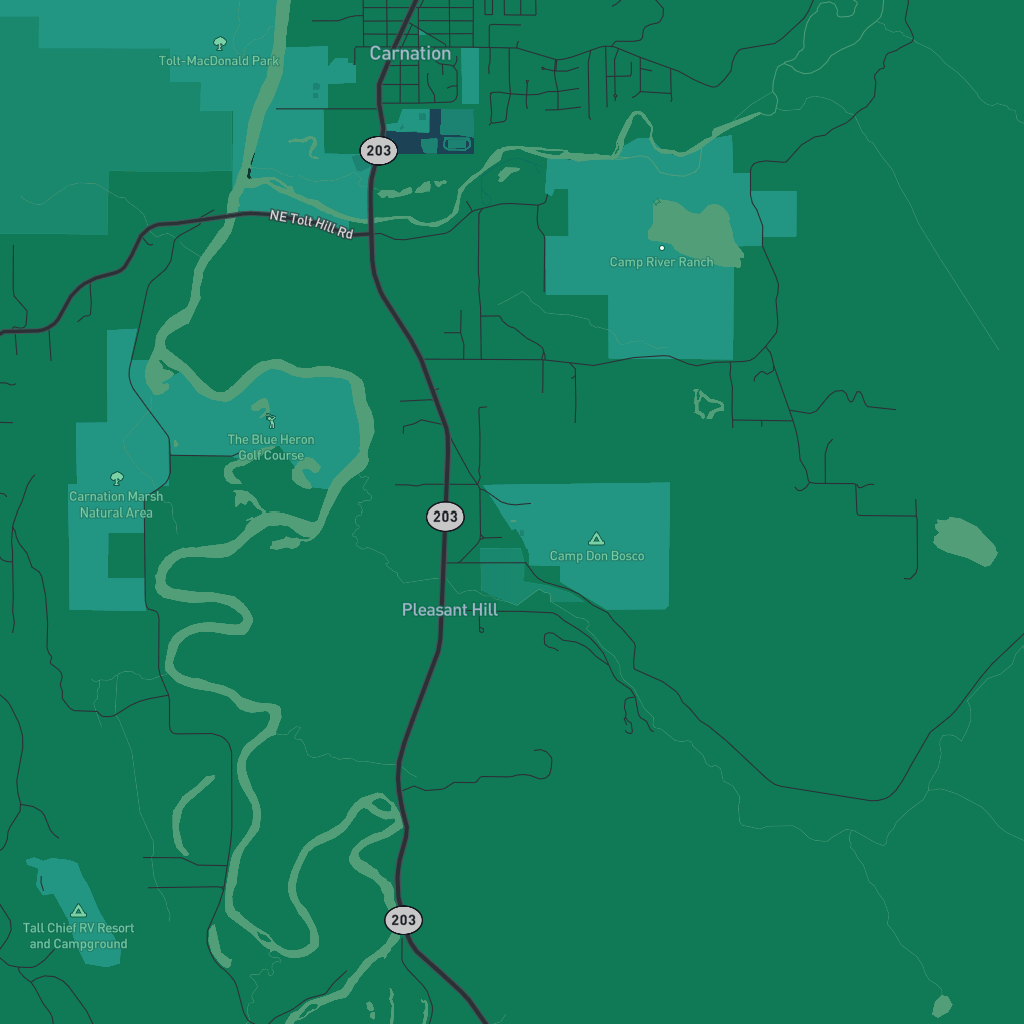 Tolt-MacDonald Park
Carnation
203
NE Tolt Hill Rd
Camp River Ranch
The Blue Heron
Golf Course
Carnation Marsh
Natural Area
203
Camp Don Bosco
Pleasant Hill
203
Tall Chief RV Resort
and Campground